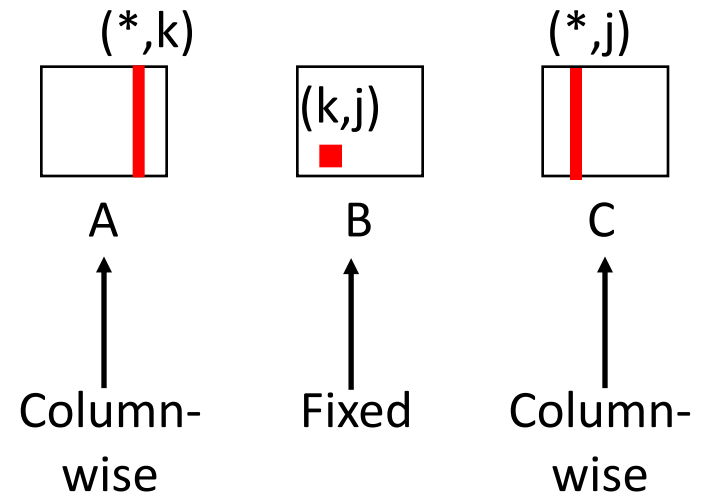 (*,k)
(*,j)
(k,j)
A
B
C
Column-
wise
Fixed
Column-
wise